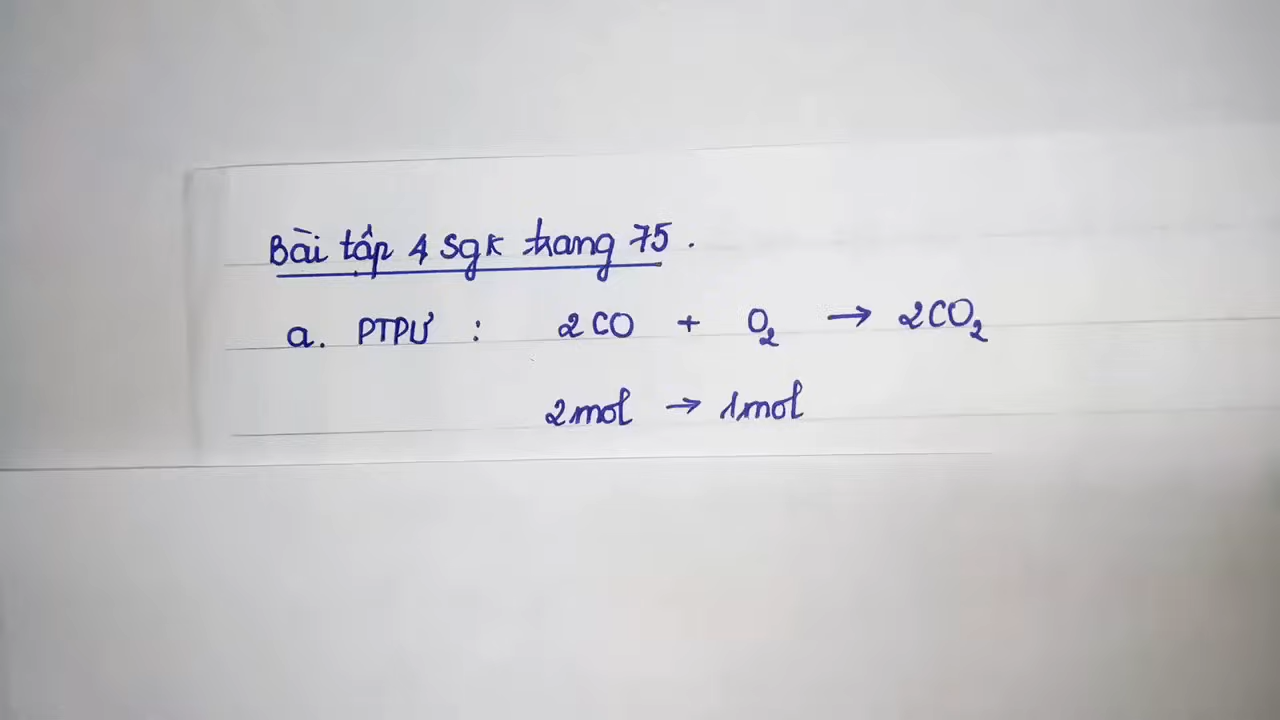 Bài tập 4 sgk trang 75.
a. PTPƯ : 2CO + O₂ → 2CO₂
2mol → 1mol